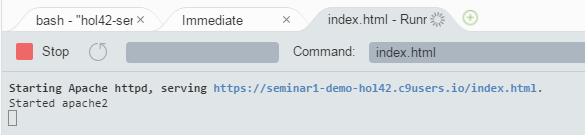 bash - "hol42-ser
Immediate
index.html - Runr
Stop
Command:
index.html
Starting Apache httpd, serving https://seminar1-demo-hol42.c9users.io/index.html.
Started apache2